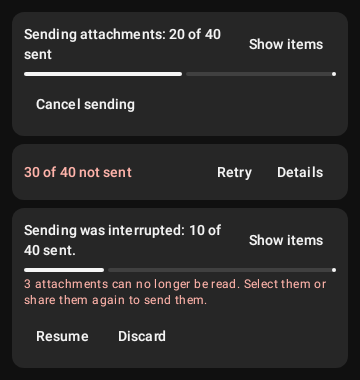 Sending attachments: 20 of 40
sent
Show items
Cancel sending
30 of 40 not sent
Retry
Details
Sending was interrupted: 10 of
40 sent.
Show items
3 attachments can no longer be read. Select them or
share them again to send them.
Resume
Discard